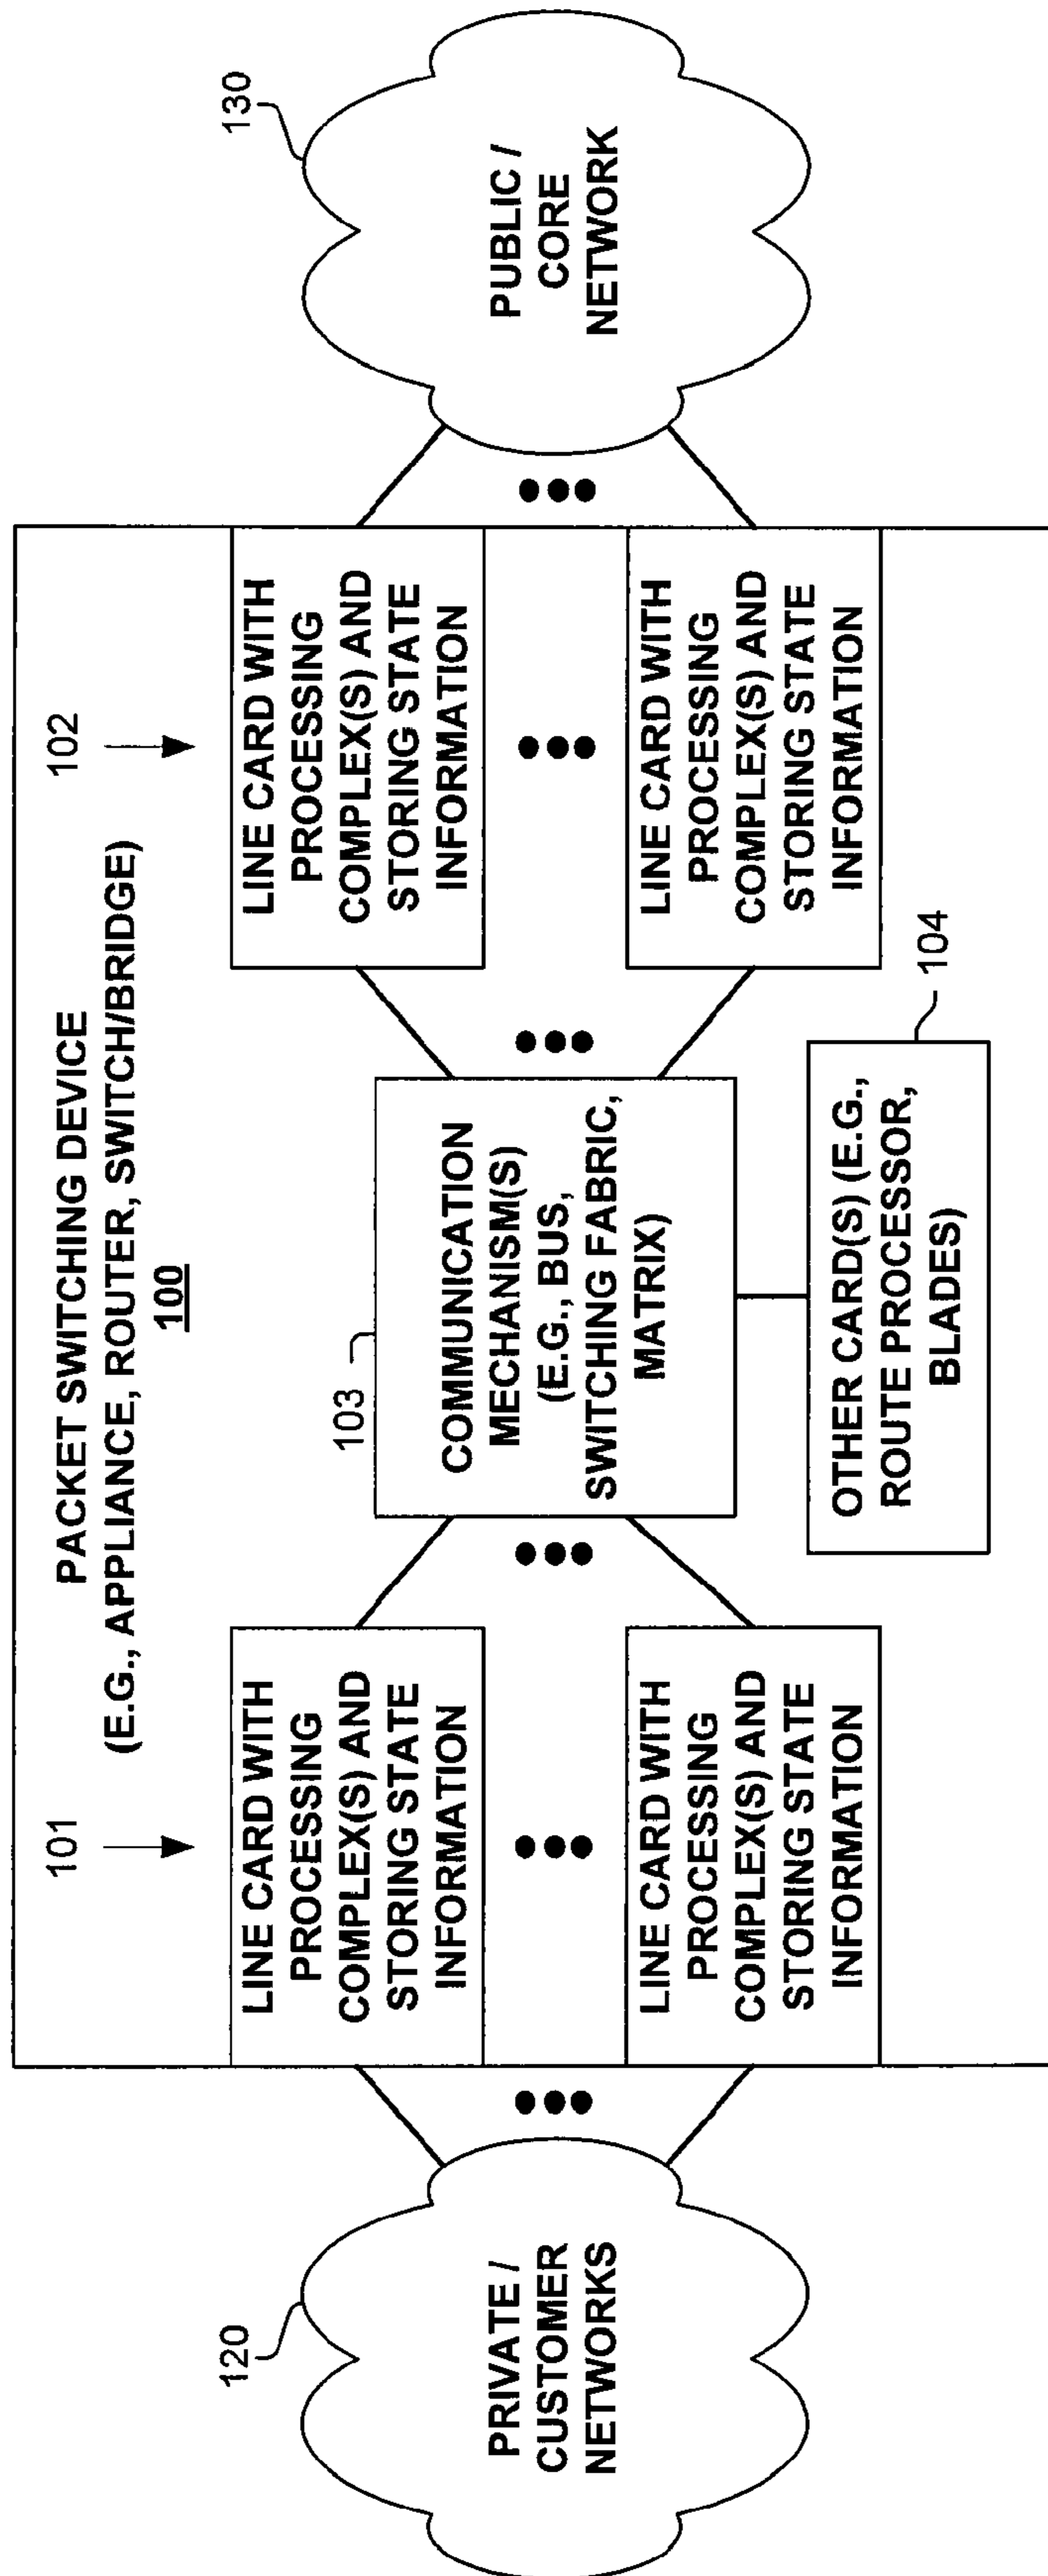 PACKET SWITCHING DEVICE
(E.G., APPLIANCE, ROUTER, SWITCH/BRIDGE)
100
101
102
LINE CARD WITH
PROCESSING
COMPLEX(S) AND
STORING STATE
INFORMATION
LINE CARD WITH
PROCESSING
COMPLEX(S) AND
STORING STATE
INFORMATION
120
PRIVATE /
CUSTOMER
NETWORKS
103
COMMUNICATION
MECHANISM(S)
(E.G., BUS,
SWITCHING FABRIC,
MATRIX)
130
PUBLIC /
CORE
NETWORK
LINE CARD WITH
PROCESSING
COMPLEX(S) AND
STORING STATE
INFORMATION
LINE CARD WITH
PROCESSING
COMPLEX(S) AND
STORING STATE
INFORMATION
104
OTHER CARD(S) (E.G.,
ROUTE PROCESSOR,
BLADES)